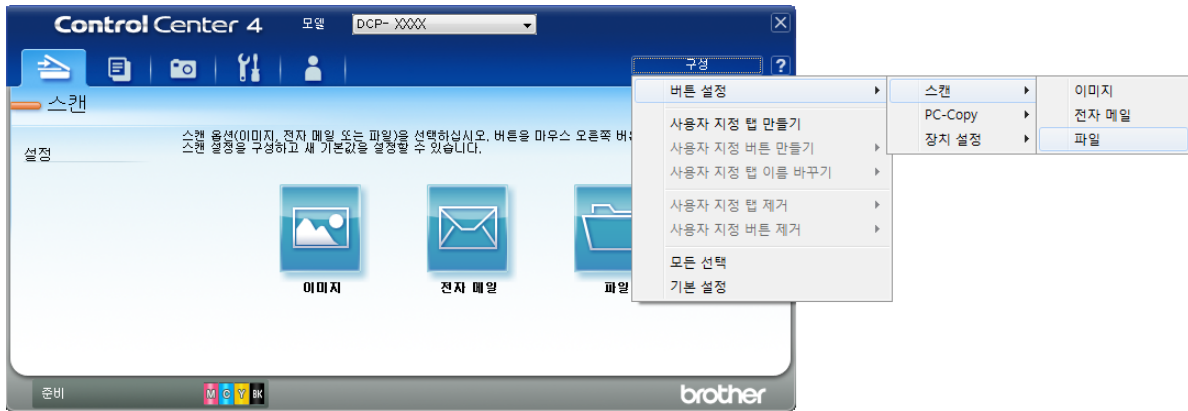 Control Center 4
모델
DCP- XXXX
구성
?
스캔
설정
스캔 옵션(이미지, 전자 메일 또는 파일)을 선택하십시오. 버튼을 마우스 오른쪽
스캔 설정을 구성하고 새 기본값을 설정할 수 있습니다.
이미지
전자 메일
파일
버튼 설정
사용자 지정 탭 만들기
사용자 지정 버튼 만들기
사용자 지정 탭 이름 바꾸기
사용자 지정 탭 제거
사용자 지정 버튼 제거
모든 선택
기본 설정
스캔
PC-Copy
장치 설정
이미지
전자 메일
파일
준비
M C Y BK
brother